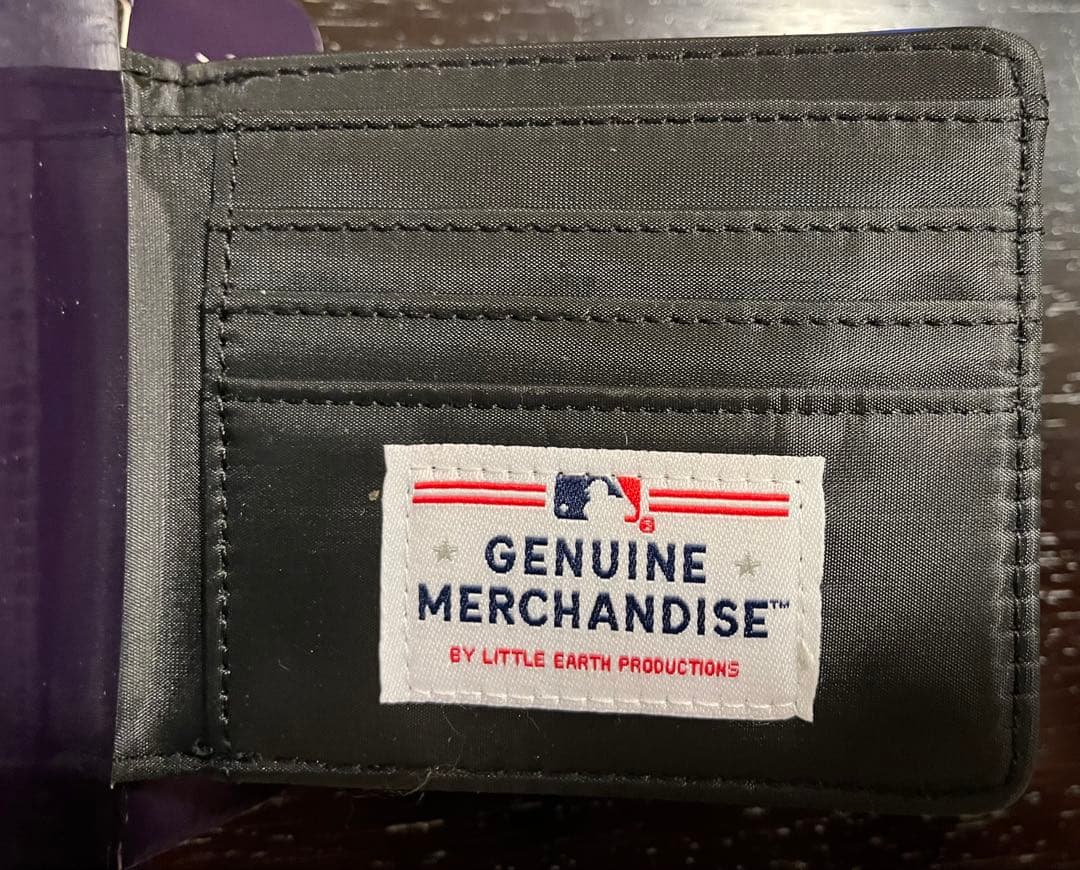 GENUINE
MERCHANDISE™
BY LITTLE EARTH PRODUCTIONS